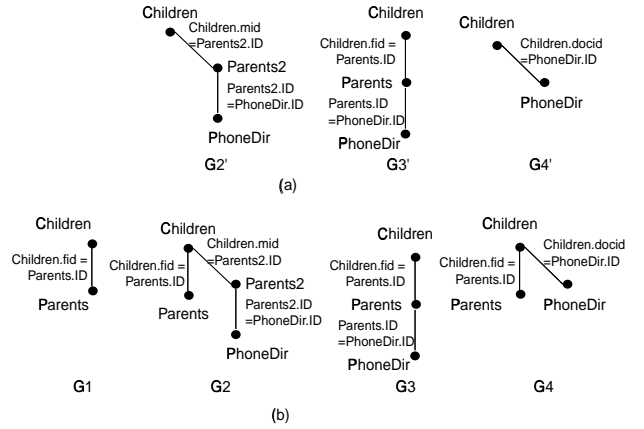 Children
Children.mid
=Parents2.ID
Parents2
Parents2.ID
=PhoneDir.ID
PhoneDir
G2'
Children
Children.fid =
Parents.ID
Parents
Parents.ID
=PhoneDir.ID
PhoneDir
G3'
Children
Children.docid
=PhoneDir.ID
PhoneDir
G4'
(a)
Children
Children.fid =
Parents.ID
Parents
G1
Children
Children.mid
=Parents2.ID
Children.fid =
Parents.ID
Parents2
Parents
Parents2.ID
=PhoneDir.ID
PhoneDir
G2
Children
Children.fid =
Parents.ID
Parents
Parents.ID
=PhoneDir.ID
PhoneDir
G3
Children
Children.docid
=PhoneDir.ID
Children.fid =
Parents.ID
Parents
PhoneDir
G4
(b)